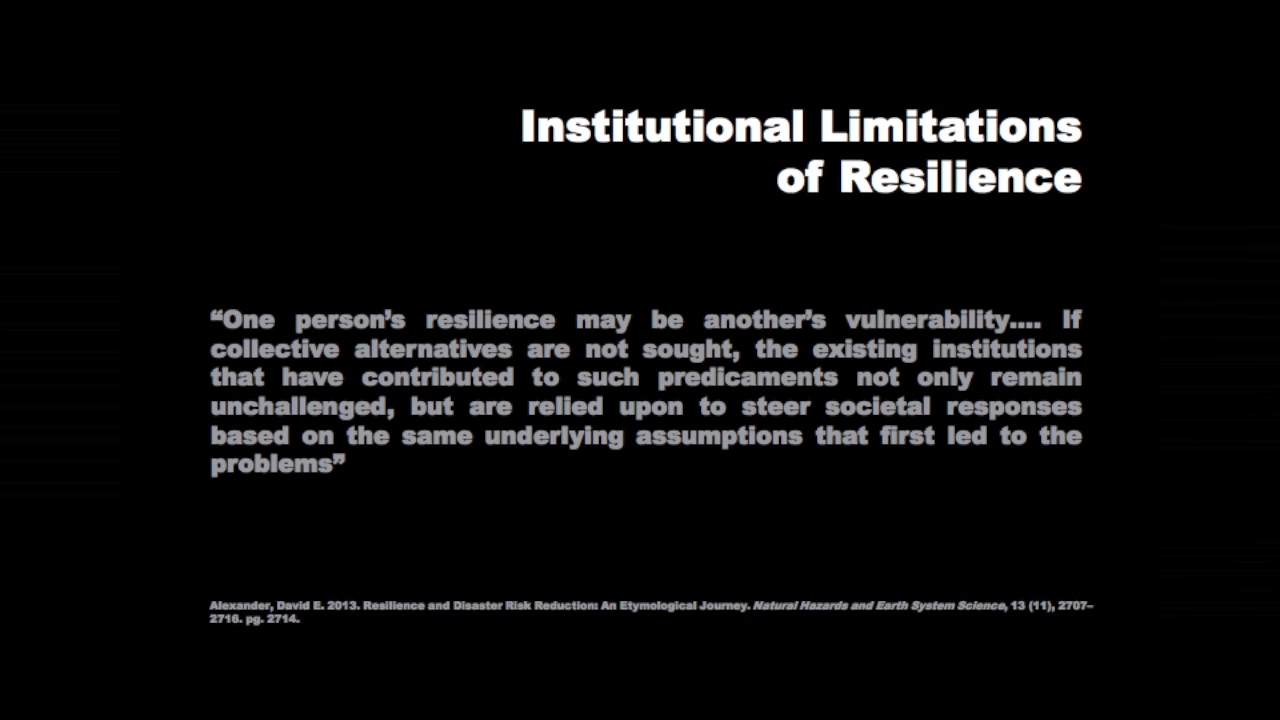 Institutional Limitations
of Resilience
“One person’s resilience may be another’s vulnerability.... If
collective alternatives are not sought, the existing institutions
that have contributed to such predicaments not only remain
unchallenged, but are relied upon to steer societal responses
based on the same underlying assumptions that first led to the
problems”
Alexander, David E. 2013. Resilience and Disaster Risk Reduction: An Etymological Journey. Natural Hazards and Earth System Science, 13 (11), 2707–
2716. pg. 2714.